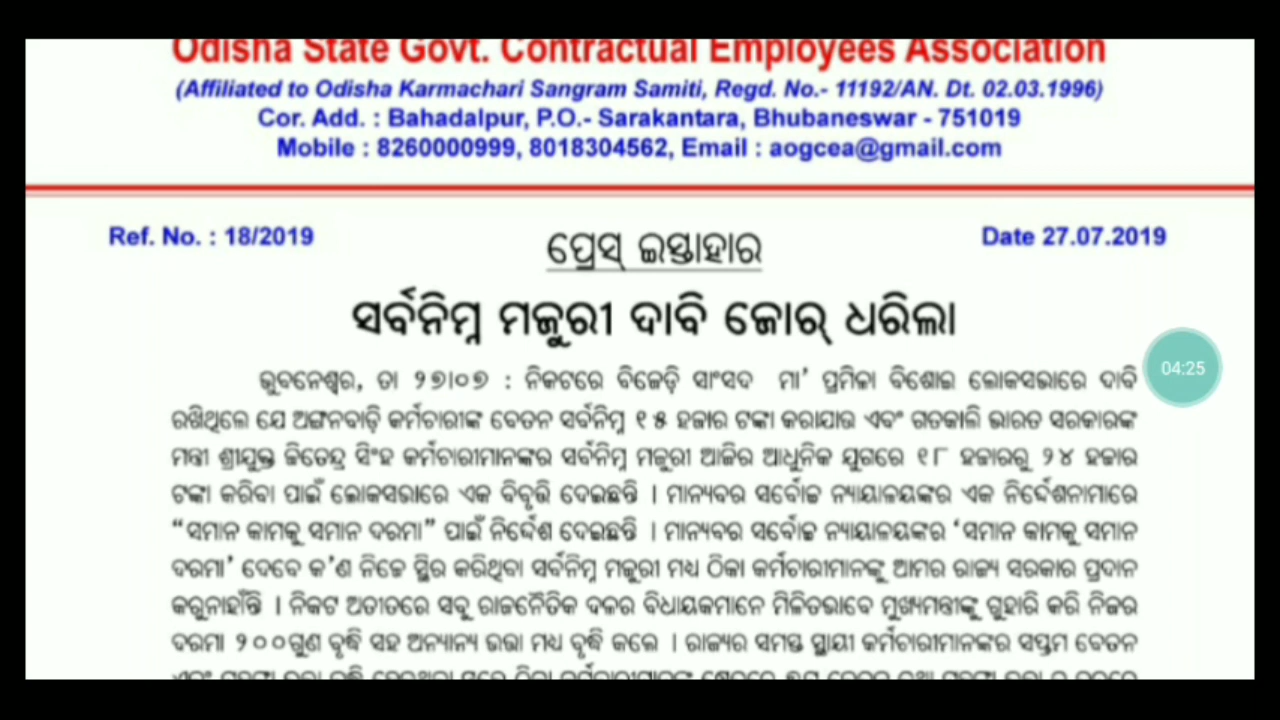 Odisha State Govt. Contractual Employees Association
(Affiliated to Odisha Karmachari Sangram Samiti, Regd. No.- 11192/AN. Dt. 02.03.1996)
Cor. Add. : Bahadalpur, P.O.- Sarakantara, Bhubaneswar - 751019
Mobile : 8260000999, 8018304562, Email : aogcea@gmail.com
Ref. No. : 18/2019
Date 27.07.2019
ପ୍ରେସ୍ ଇସ୍ତାହାର
ସର୍ବନିମ୍ନ ମଜୁରୀ ଦାବି ଜୋର୍ ଧରିଲା
04:25
ଭୁବନେଶ୍ୱର, ତା ୨୭।୦୭ : ନିକଟରେ ବିଜେଡ଼ି ସାଂସଦ ମା’ ପ୍ରମିଳା ବିଶୋଇ ଲୋକସଭାରେ ଦାବି
ରଖିଥିଲେ ଯେ ଅଙ୍ଗନବାଡ଼ି କର୍ମଚାରୀଙ୍କ ବେତନ ସର୍ବନିମ୍ନ ୧୫ ହଜାର ଟଙ୍କା କରାଯାଉ ଏବଂ ଗତକାଲି ଭାରତ ସରକାରଙ୍କ
ମନ୍ତ୍ରୀ ଶ୍ରୀଯୁକ୍ତ ଜିତେନ୍ଦ୍ର ସିଂହ କର୍ମଚାରୀମାନଙ୍କର ସର୍ବନିମ୍ନ ମଜୁରୀ ଆଜିର ଆଧୁନିକ ଯୁଗରେ ୧୮ ହଜାରରୁ ୨୪ ହଜାର
ଟଙ୍କା କରିବା ପାଇଁ ଲୋକସଭାରେ ଏକ ବିବୃତ୍ତି ଦେଇଛନ୍ତି । ମାନ୍ୟବର ସର୍ବୋଚ୍ଚ ନ୍ୟାୟାଳୟଙ୍କର ଏକ ନିର୍ଦ୍ଦେଶନାମାରେ
“ସମାନ କାମକୁ ସମାନ ଦରମା” ପାଇଁ ନିର୍ଦ୍ଦେଶ ଦେଇଛନ୍ତି । ମାନ୍ୟବର ସର୍ବୋଚ୍ଚ ନ୍ୟାୟାଳୟଙ୍କର ‘ସମାନ କାମକୁ ସମାନ
ଦରମା’ ଦେବେ କ’ଣ ନିଜେ ସ୍ଥିର କରିଥିବା ସର୍ବନିମ୍ନ ମଜୁରୀ ମଧ୍ୟ ଠିକା କର୍ମଚାରୀମାନଙ୍କୁ ଆମର ରାଜ୍ୟ ସରକାର ପ୍ରଦାନ
କରୁନାହାଁନ୍ତି । ନିକଟ ଅତୀତରେ ସବୁ ରାଜନୈତିକ ଦଳର ବିଧାୟକମାନେ ମିଳିତଭାବେ ମୁଖ୍ୟମନ୍ତ୍ରୀଙ୍କୁ ଗୁହାରି କରି ନିଜର
ଦରମା ୨୦୦ଗୁଣ ବୃଦ୍ଧି ସହ ଅନ୍ୟାନ୍ୟ ଭତ୍ତା ମଧ୍ୟ ବୃଦ୍ଧି କଲେ । ରାଜ୍ୟର ସମସ୍ତ ସ୍ଥାୟୀ କର୍ମଚାରୀମାନଙ୍କର ସପ୍ତମ ବେତନ